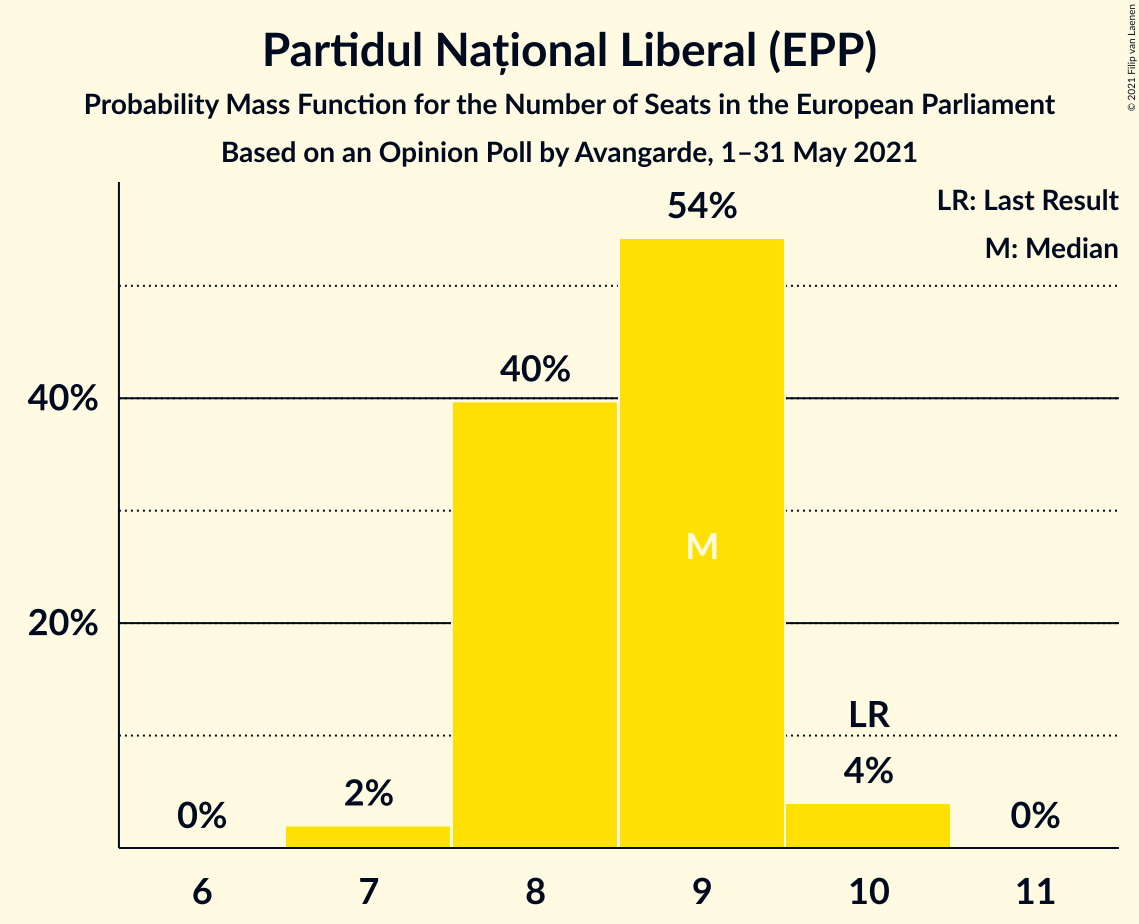 Partidul Național Liberal (EPP)
Probability Mass Function for the Number of Seats in the European Parliament
Based on an Opinion Poll by Avangarde, 1–31 May 2021
© 2021 Filip van Laenen
LR: Last Result
M: Median
54%
40%
40%
M
20%
LR
4%
2%
0%
0%
6 7 8 9 10 11